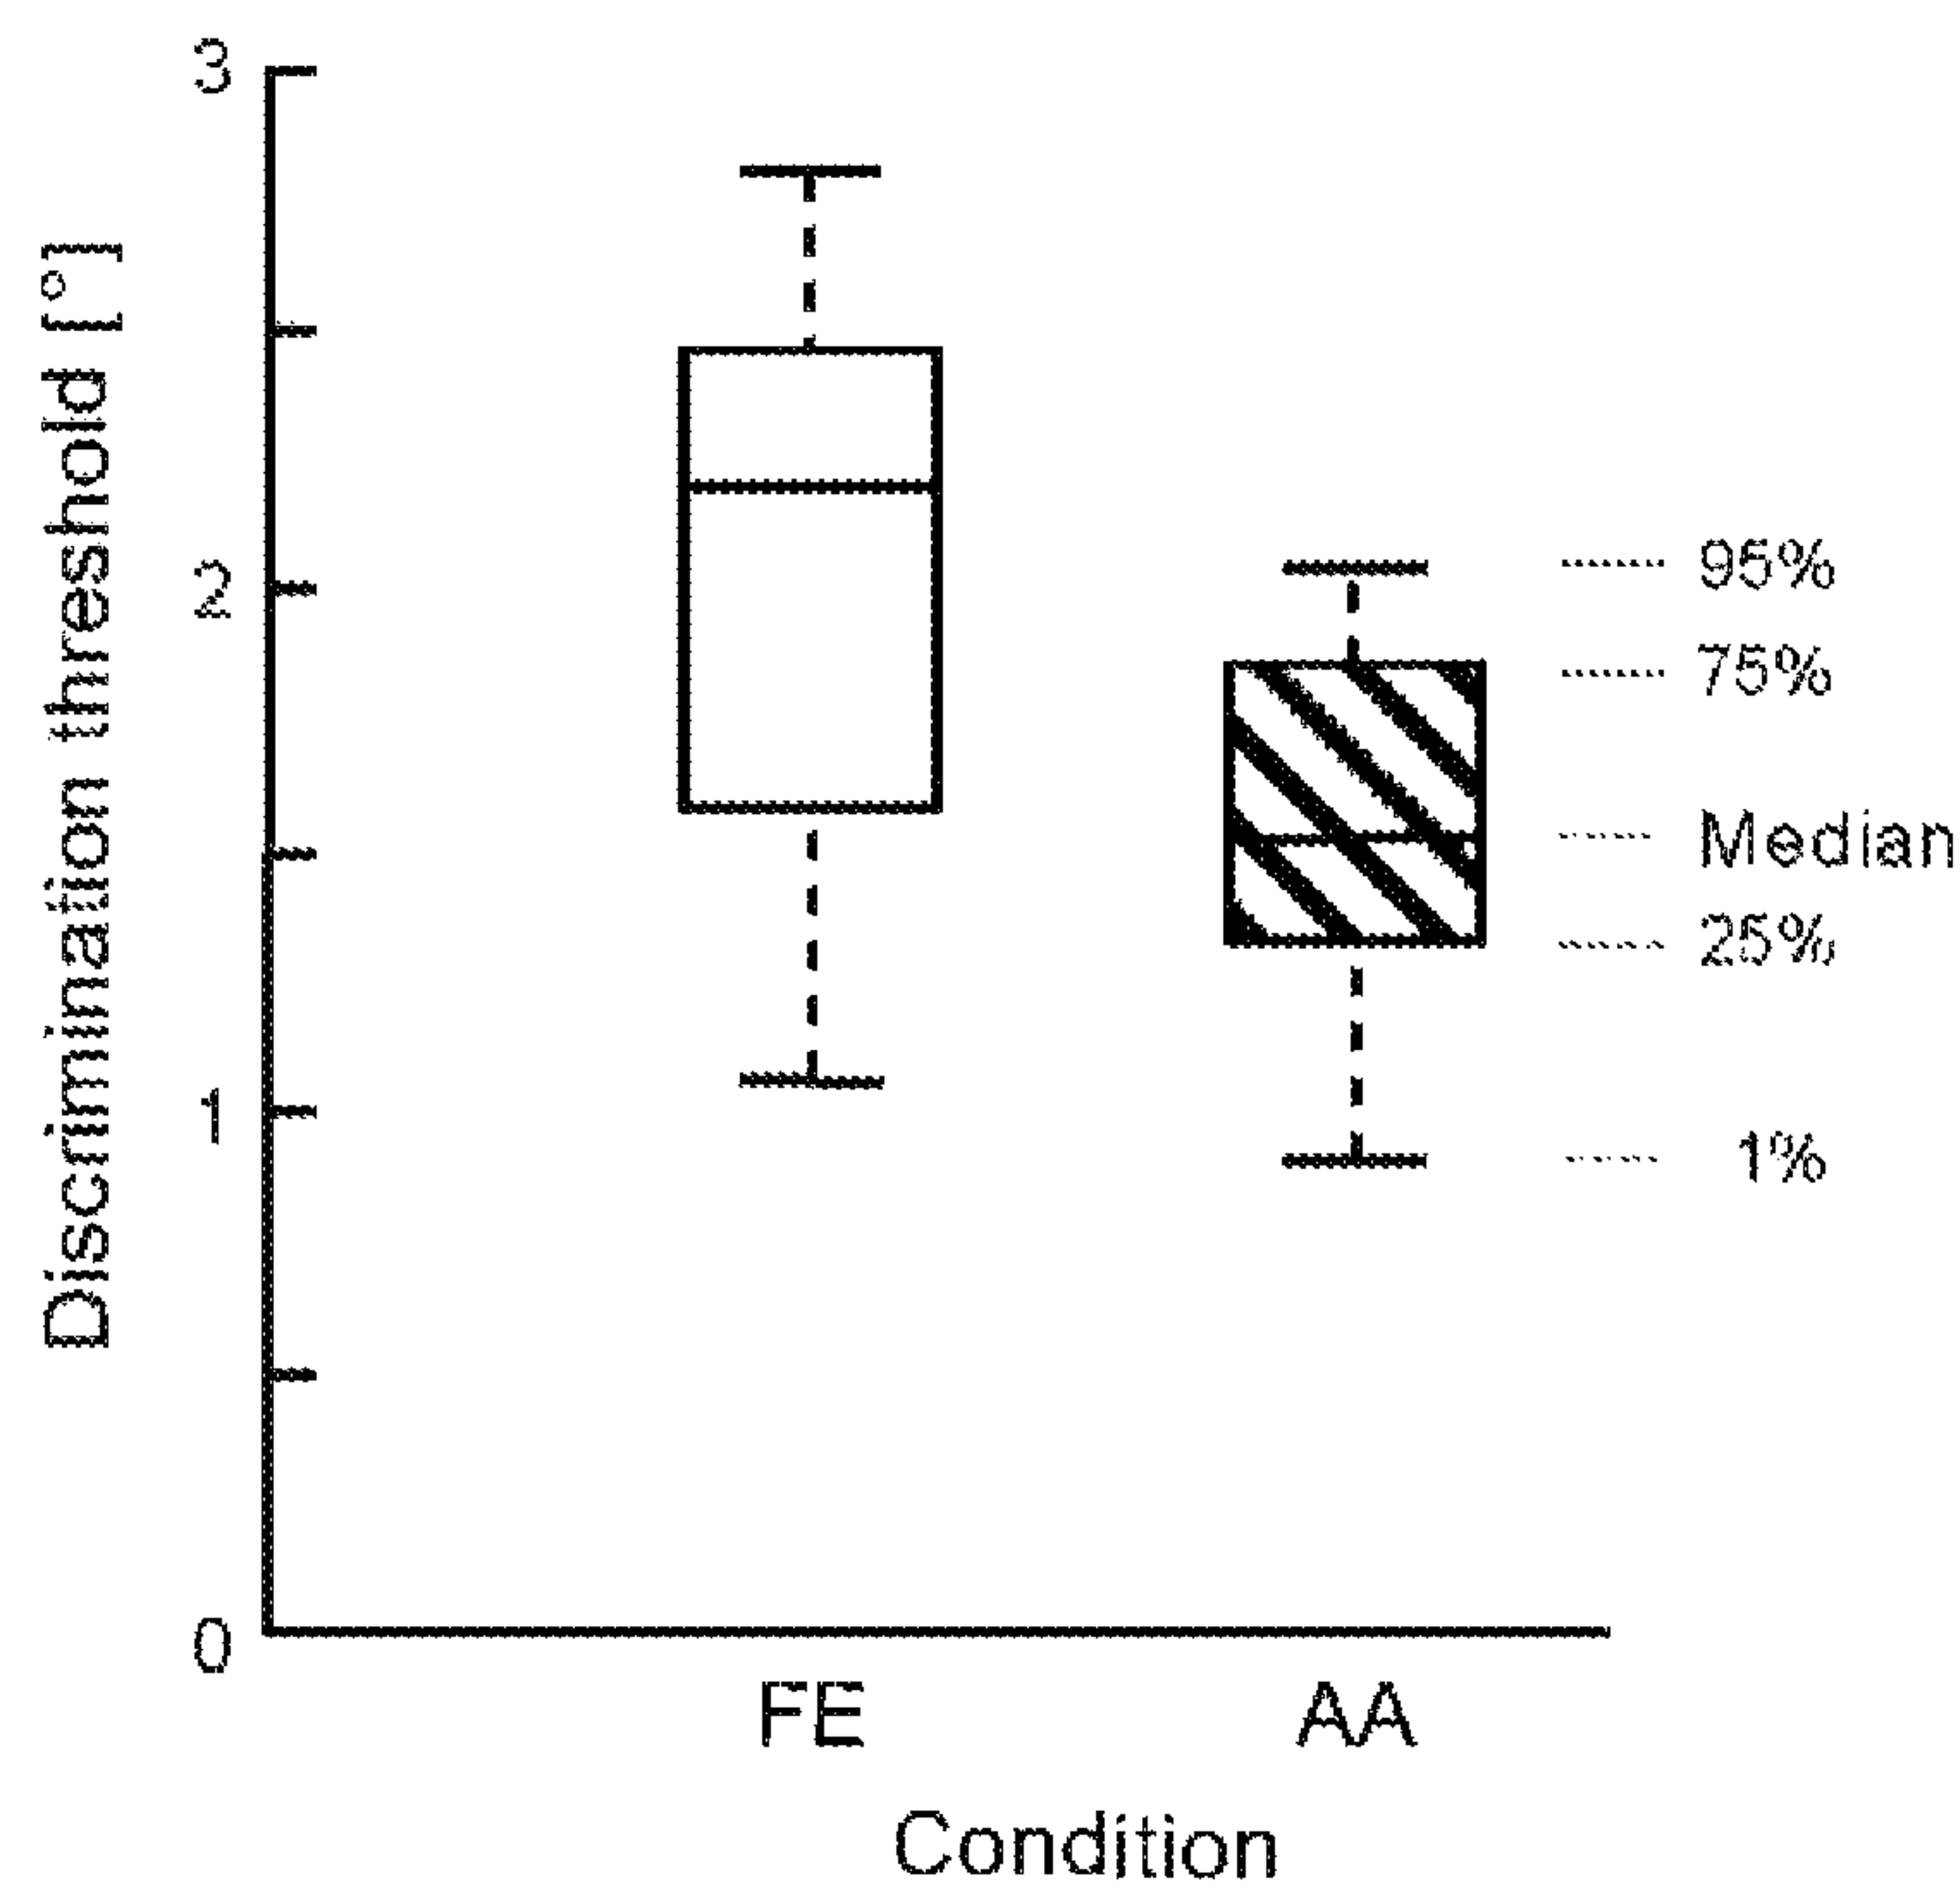 Discrimination threshold [°]
3
2
1
0
95%
75%
Median
25%
1%
FE
AA
Condition